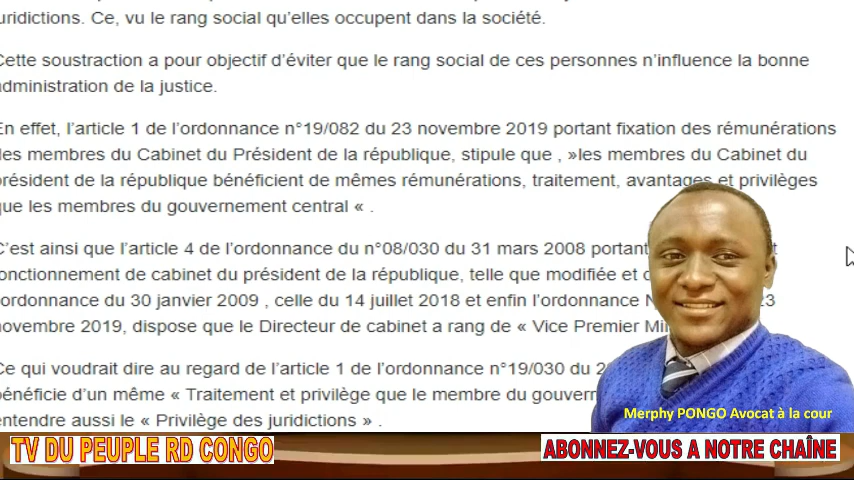 uridictions. Ce, vu le rang social qu'elles occupent dans la société.
Cette soustraction a pour objectif d'éviter que le rang social de ces personnes n'influence la bonne
administration de la justice.
En effet, l'article 1 de l'ordonnance n°19/082 du 23 novembre 2019 portant fixation des rémunérations
des membres du Cabinet du Président de la république, stipule que , »les membres du Cabinet du
président de la république bénéficient de mêmes rémunérations, traitement, avantages et privilèges
que les membres du gouvernement central « .
C'est ainsi que l'article 4 de l'ordonnance du n°08/030 du 31 mars 2008 portant
fonctionnement de cabinet du président de la république, telle que modifiée et
l'ordonnance du 30 janvier 2009 , celle du 14 juillet 2018 et enfin l'ordonnance 23
novembre 2019, dispose que le Directeur de cabinet a rang de « Vice Premier
Ce qui voudrait dire au regard de l'article 1 de l'ordonnance n°19/030 du
bénéficie d'un même « Traitement et privilège que le membre du
entendre aussi le « Privilège des juridictions » .
Merphy PONGO Avocat à la cour
TV DU PEUPLE RD CONGO
ABONNEZ-VOUS A NOTRE CHAÎNE